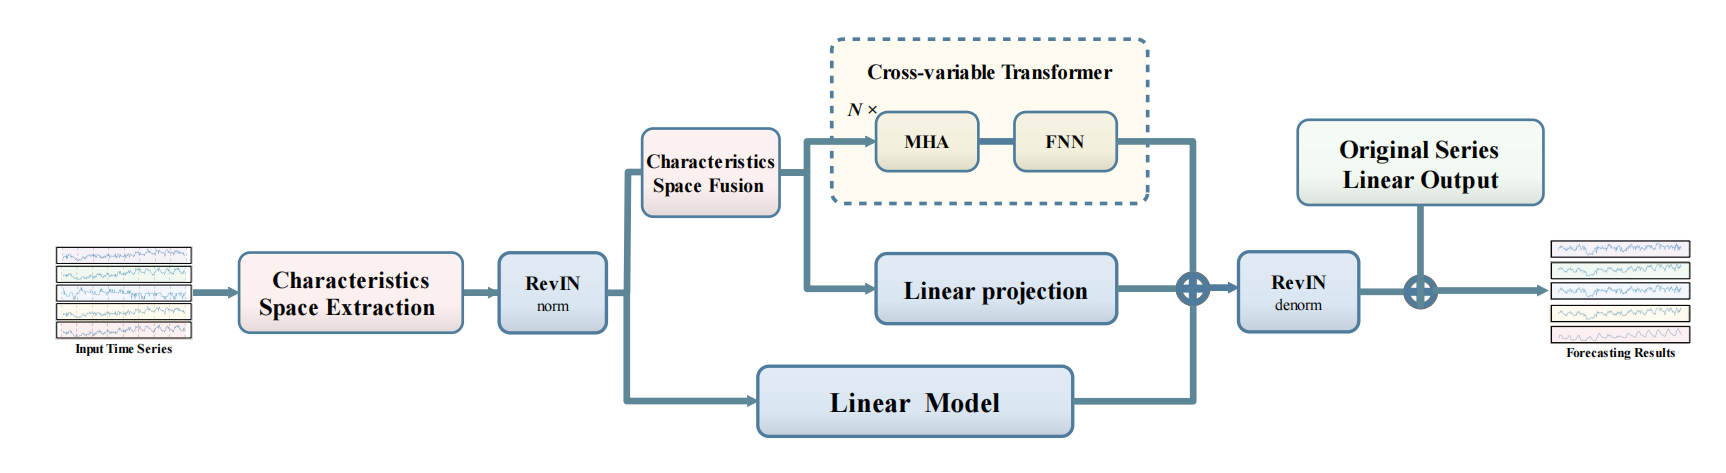 Input Time Series
Characteristics
Space Extraction
RevIN
norm
Characteristics
Space Fusion
Cross-variable Transformer
N ×
MHA
FNN
Linear projection
Linear Model
RevIN
denorm
Original Series
Linear Output
Forecasting Results